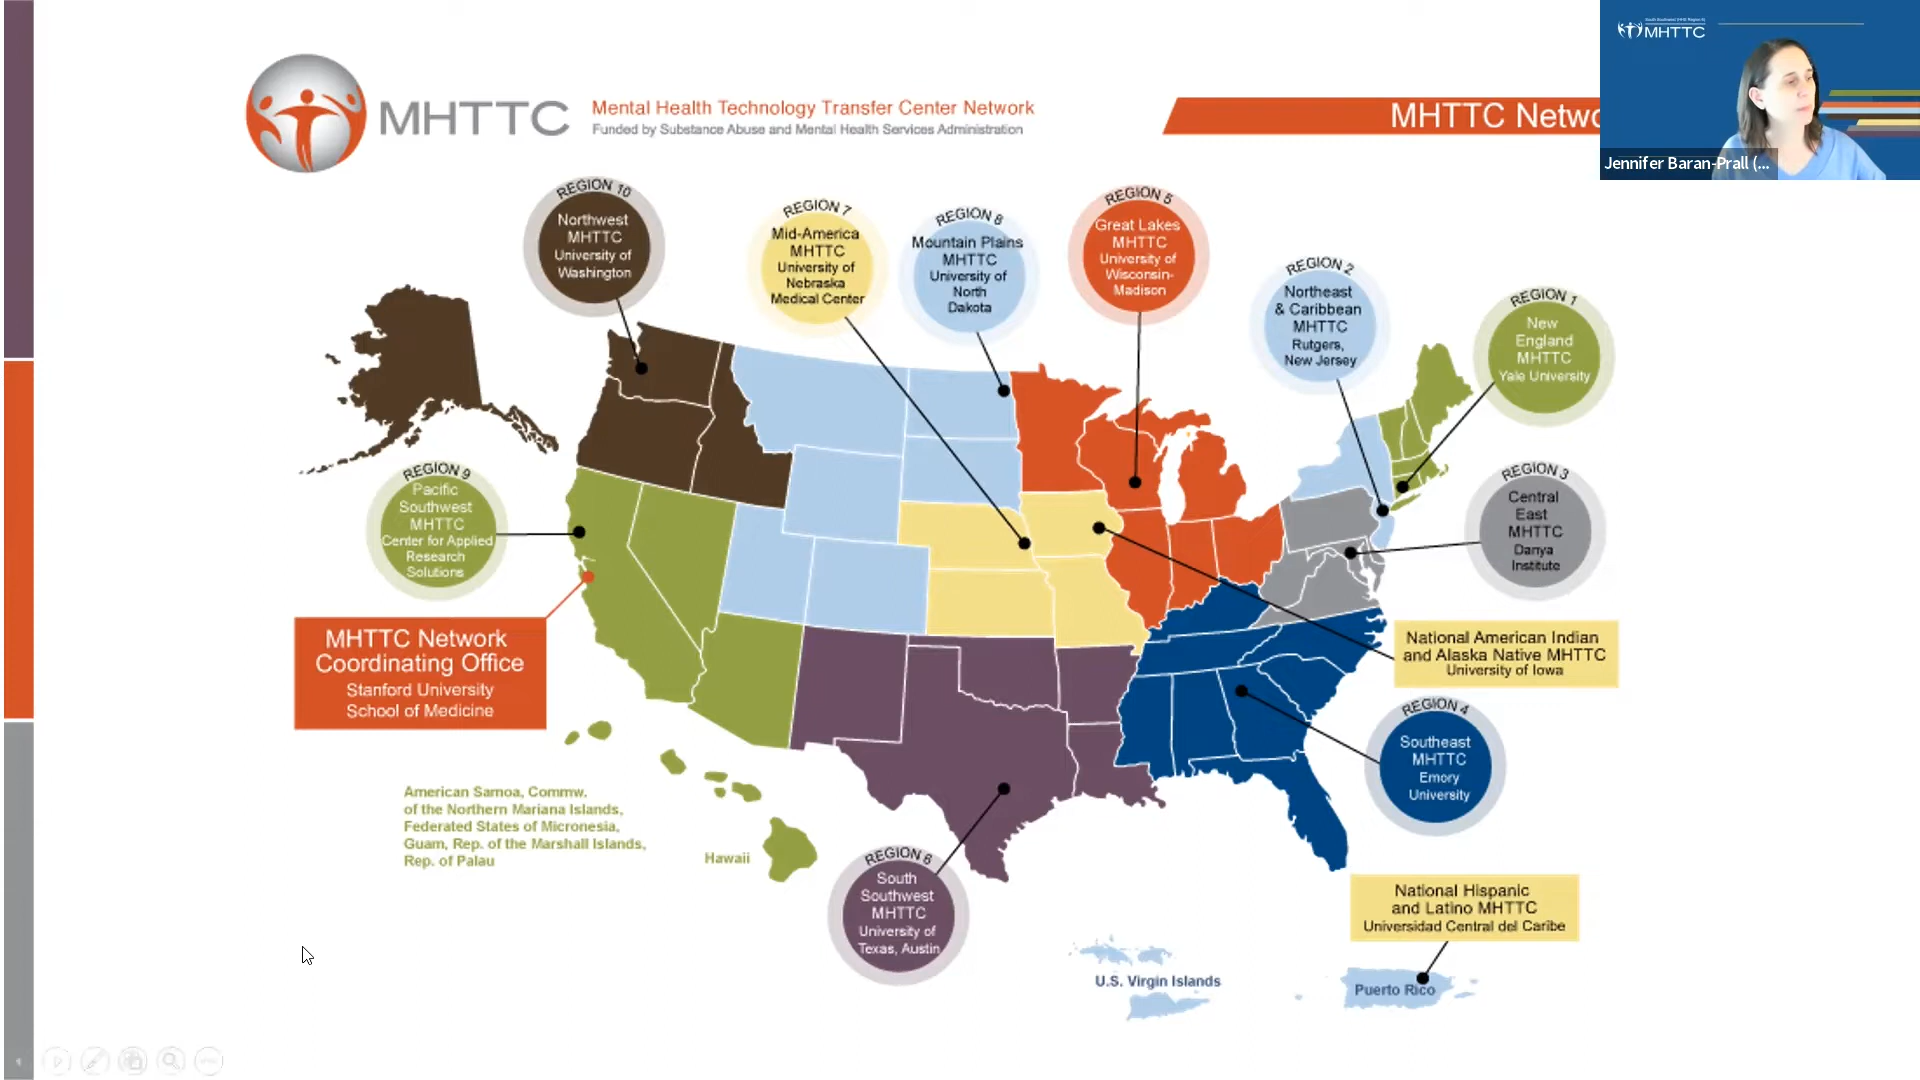 MHTTC
Mental Health Technology Transfer Center Network
Funded by Substance Abuse and Mental Health Services Administration
MHTTC Netwo
MHTTC
Jennifer Baran-Prall (...
REGION 10
Northwest
MHTTC
University of
Washington
REGION 7
Mid-America
MHTTC
University of
Nebraska
Medical Center
REGION 8
Mountain Plains
MHTTC
University of
North
Dakota
REGION 5
Great Lakes
MHTTC
University of
Wisconsin-
Madison
REGION 2
Northeast
& Caribbean
MHTTC
Rutgers,
New Jersey
REGION 1
New
England
MHTTC
Yale University
REGION 9
Pacific
Southwest
MHTTC
Center for Applied
Research
Solutions
REGION 3
Central
East
MHTTC
Danya
Institute
MHTTC Network
Coordinating Office
Stanford University
School of Medicine
National American Indian
and Alaska Native MHTTC
University of Iowa
REGION 4
Southeast
MHTTC
Emory
University
American Samoa, Commw.
of the Northern Mariana Islands,
Federated States of Micronesia,
Guam, Rep. of the Marshall Islands,
Rep. of Palau
Hawaii
REGION 6
South
Southwest
MHTTC
University of
Texas, Austin
National Hispanic
and Latino MHTTC
Universidad Central del Caribe
U.S. Virgin Islands
Puerto Rico